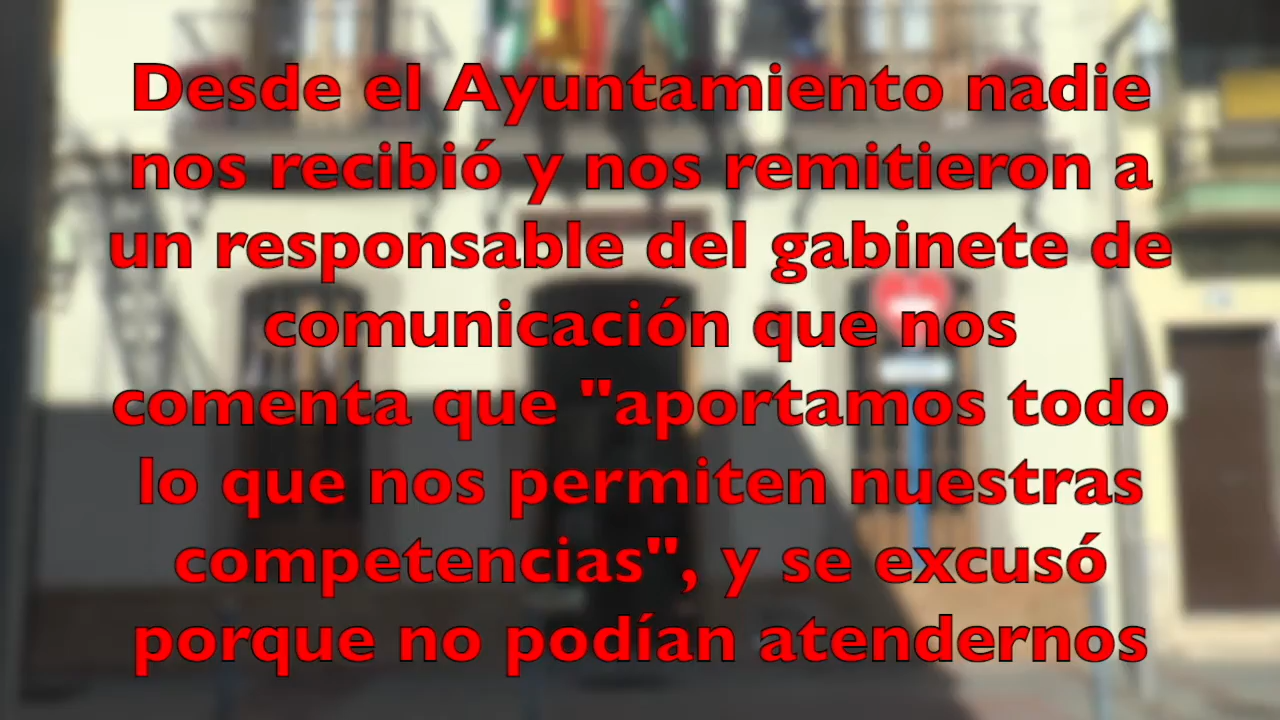 Desde el Ayuntamiento nadie
nos recibió y nos remitieron a
un responsable del gabinete de
comunicación que nos
comenta que "aportamos todo
lo que nos permiten nuestras
competencias", y se excusó
porque no podían atendernos